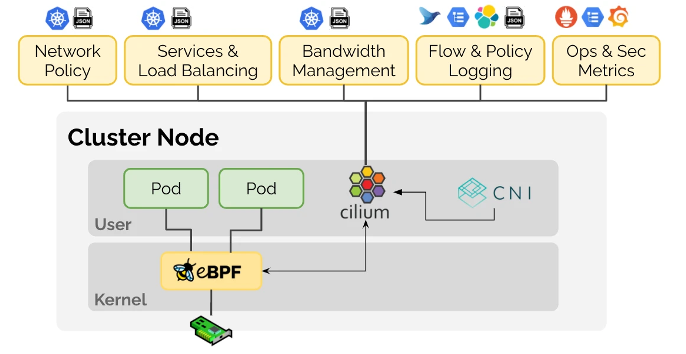 JSON
JSON
JSON
JSON
Network
Policy
Services &
Load Balancing
Bandwidth
Management
Flow & Policy
Logging
Ops & Sec
Metrics
Cluster Node
Pod
Pod
cilium
CNI
User
eBPF
Kernel